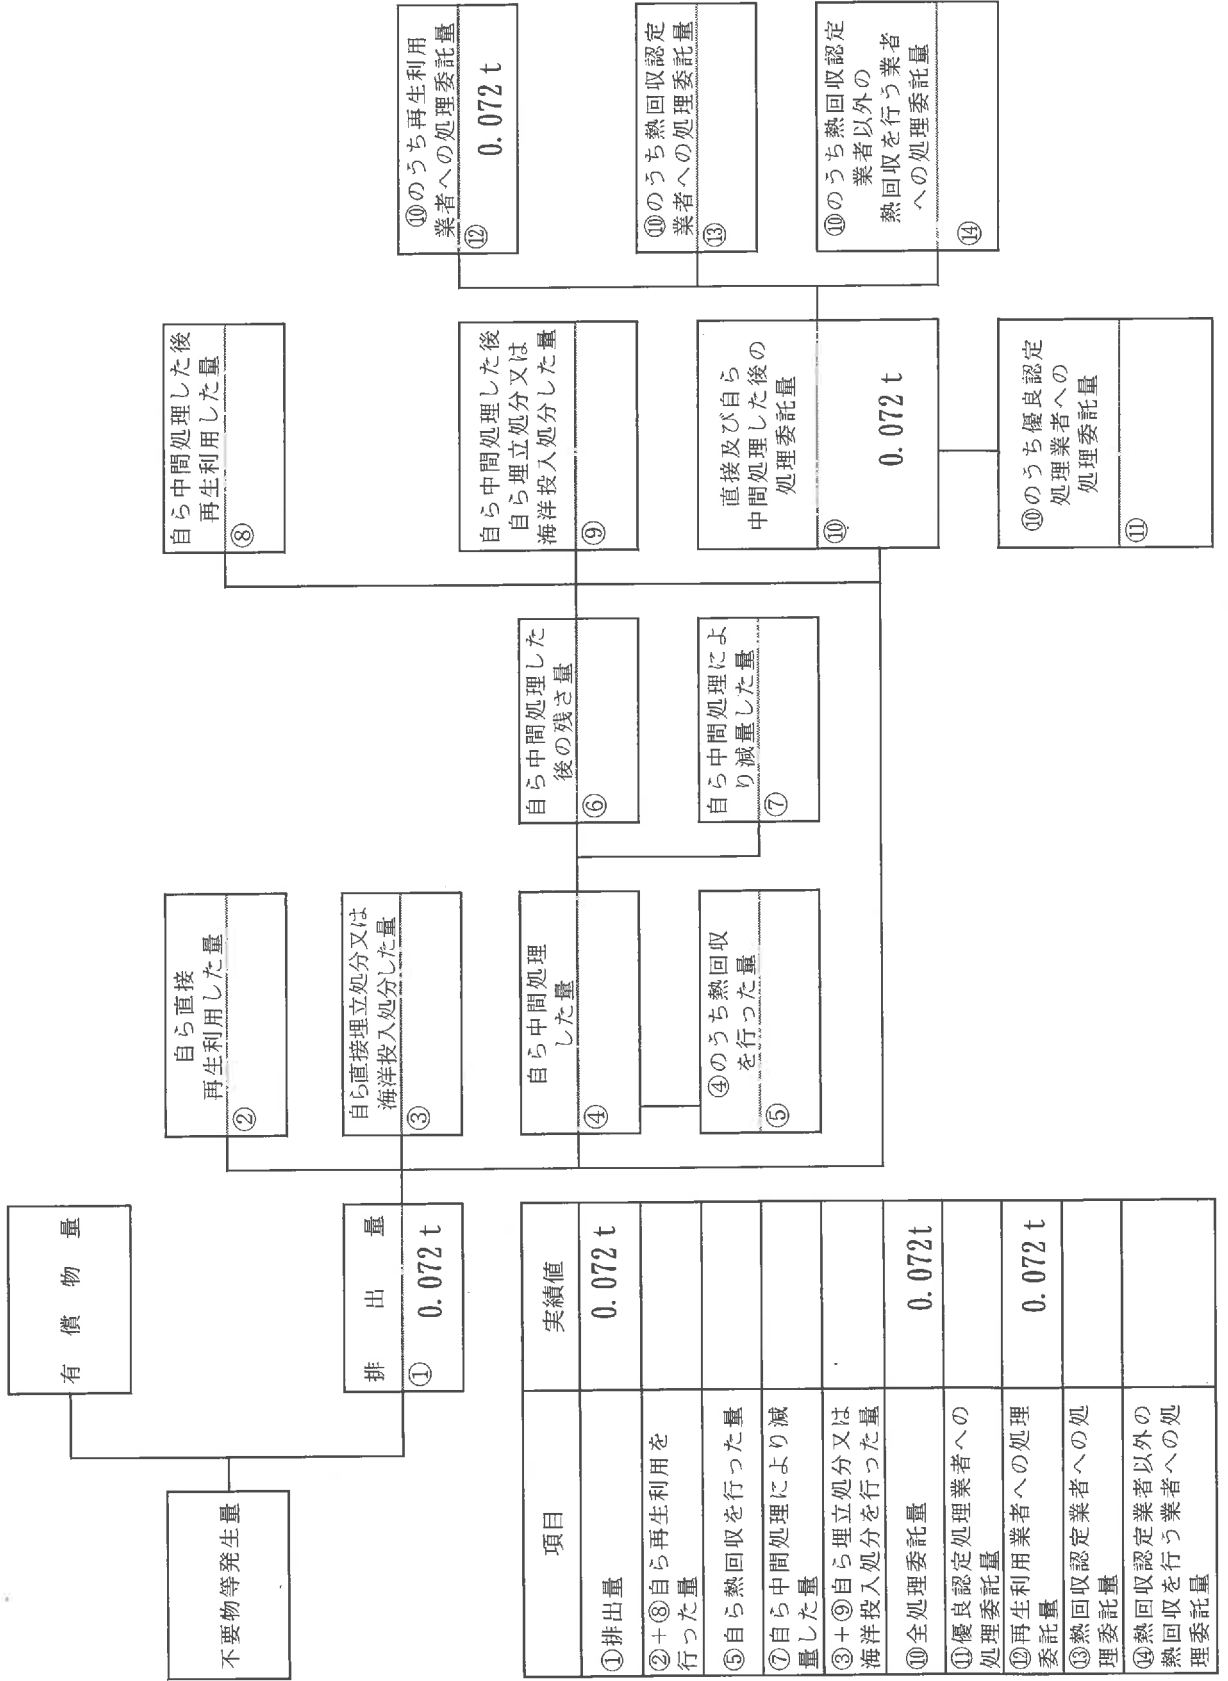 不要物等発生量
有償物量
排出量
①
0.072 t
自ら直接
再生利用した量
②
自ら直接埋立処分又は
海洋投入処分した量
③
自ら中間処理
した量
④
④のうち熱回収
を行った量
⑤
自ら中間処理した
後の残さ量
⑥
自ら中間処理によ
り減量した量
⑦
自ら中間処理した後
再生利用した量
⑧
自ら中間処理した後
自ら埋立処分又は
海洋投入処分した量
⑨
直接及び自ら
中間処理した後の
処理委託量
⑩
0.072 t
⑩のうち優良認定
処理業者への
処理委託量
⑪
⑩のうち再生利用
業者への処理委託量
⑫
0.072 t
⑩のうち熱回収認定
業者への処理委託量
⑬
⑩のうち熱回収認定
業者以外の
熱回収を行う業者
への処理委託量
⑭
項目
実績値
①排出量
0.072 t
②+⑧自ら再生利用を
行った量
⑤自ら熱回収を行った量
⑦自ら中間処理により減
量した量
③+⑨自ら埋立処分又は
海洋投入処分を行った量
⑩全処理委託量
0.072t
⑪優良認定処理業者への
処理委託量
⑫再生利用業者への処理
委託量
0.072 t
⑬熱回収認定業者への処
理委託量
⑭熱回収認定業者以外の
熱回収を行う業者への処
理委託量